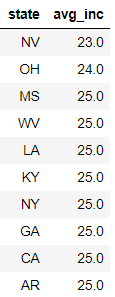 state avg_inc
NV 23.0
OH 24.0
MS 25.0
WV 25.0
LA 25.0
KY 25.0
NY 25.0
GA 25.0
CA 25.0
AR 25.0